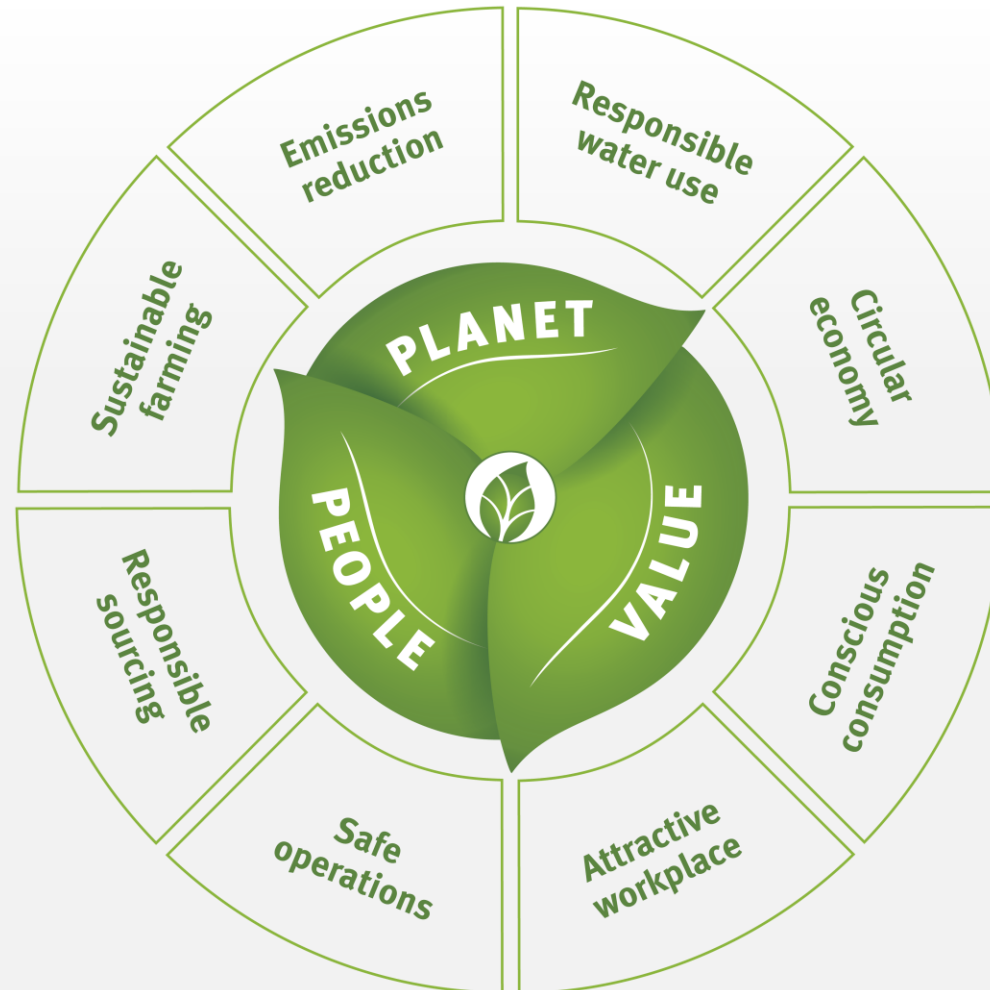 Emissions
reduction
Responsible
water use
Circular
economy
Conscious
consumption
Attractive
workplace
Safe
operations
Responsible
sourcing
Sustainable
farming
PLANET
VALUE
PEOPLE